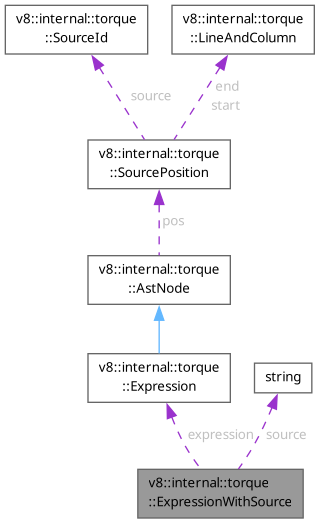 v8::internal::torque
::SourceId
v8::internal::torque
::LineAndColumn
source
end
start
v8::internal::torque
::SourcePosition
pos
v8::internal::torque
::AstNode
v8::internal::torque
::Expression
string
expression
source
v8::internal::torque
::ExpressionWithSource